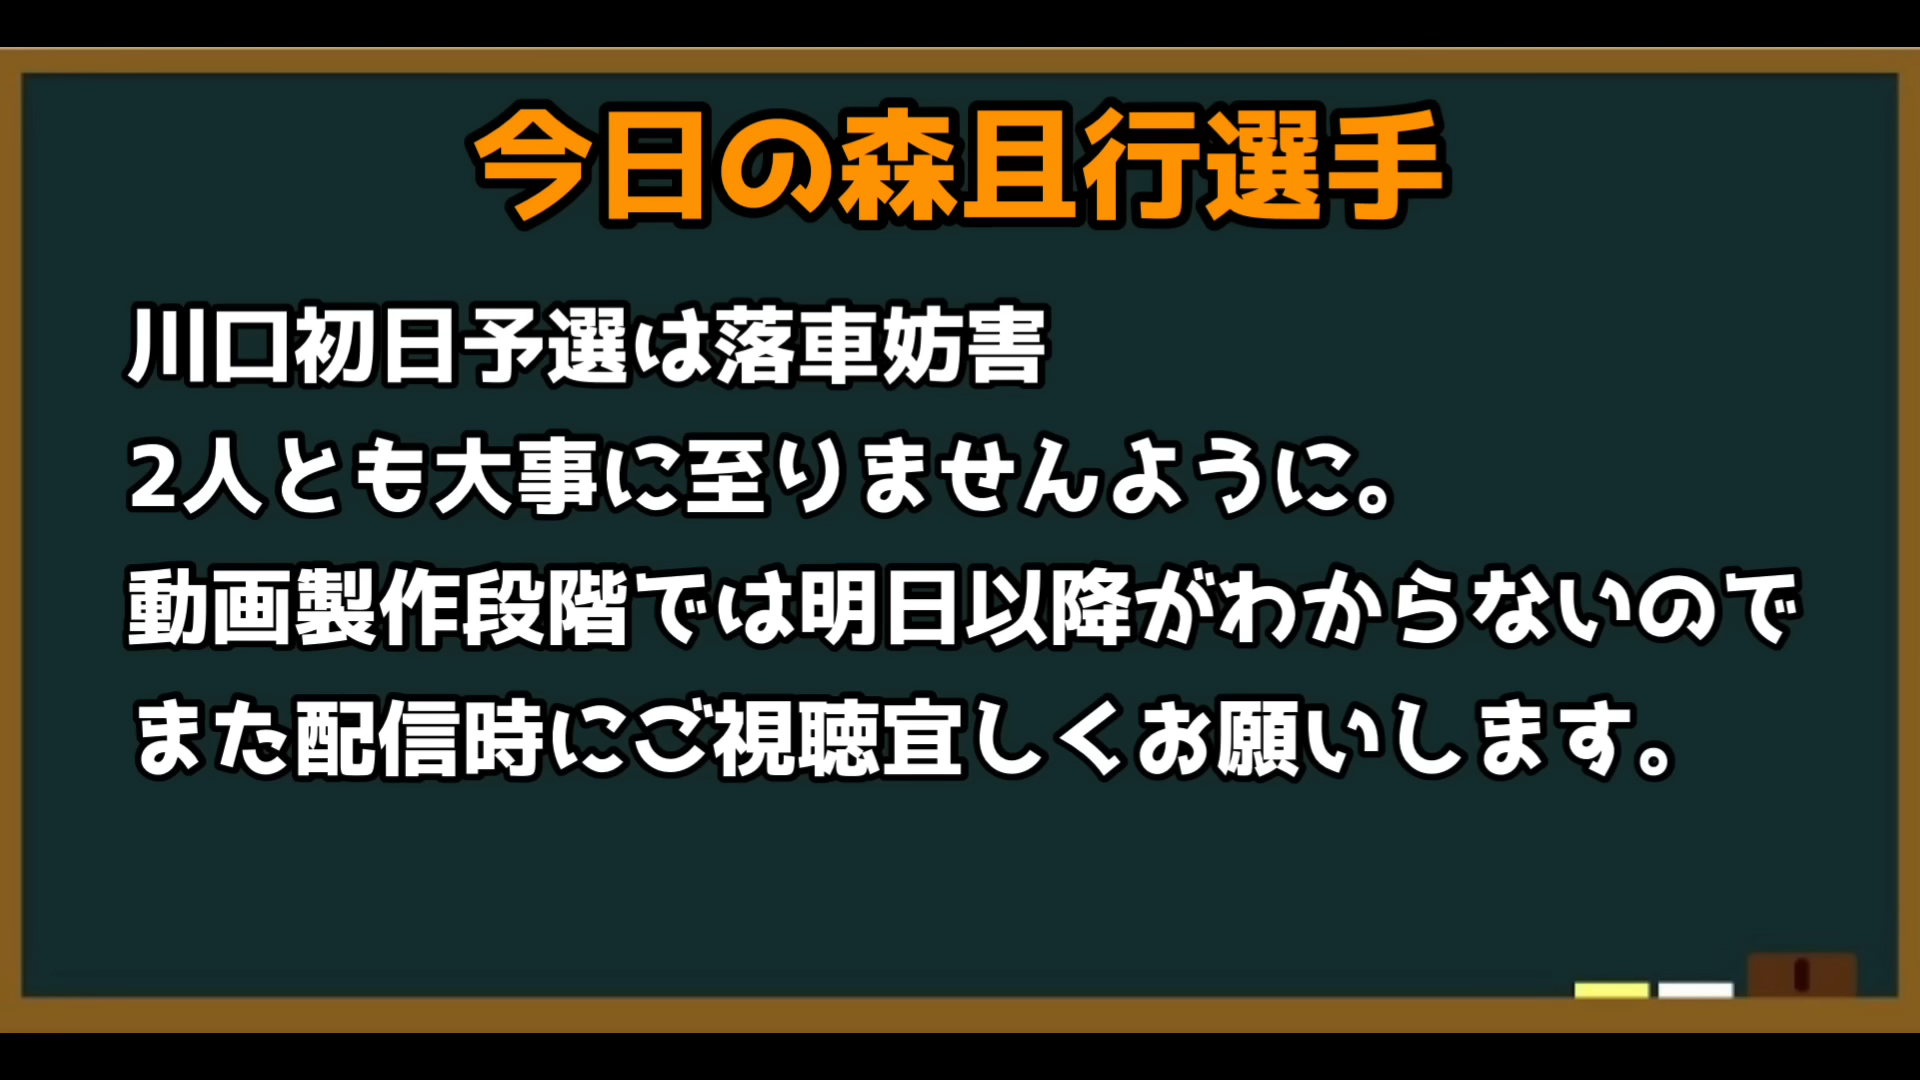 今日の森且行選手
川口初日予選は落車妨害
2人とも大事に至りませんように。
動画製作段階では明日以降がわからないので
また配信時にご視聴宜しくお願いします。